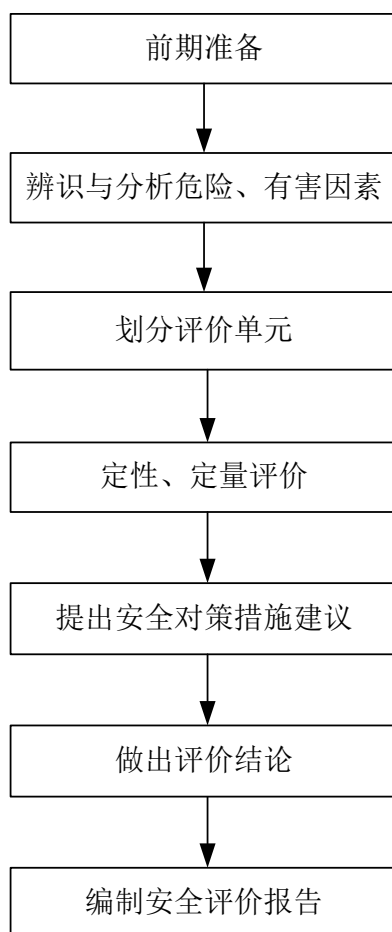 前期准备
辨识与分析危险、有害因素
划分评价单元
定性、定量评价
提出安全对策措施建议
做出评价结论
编制安全评价报告